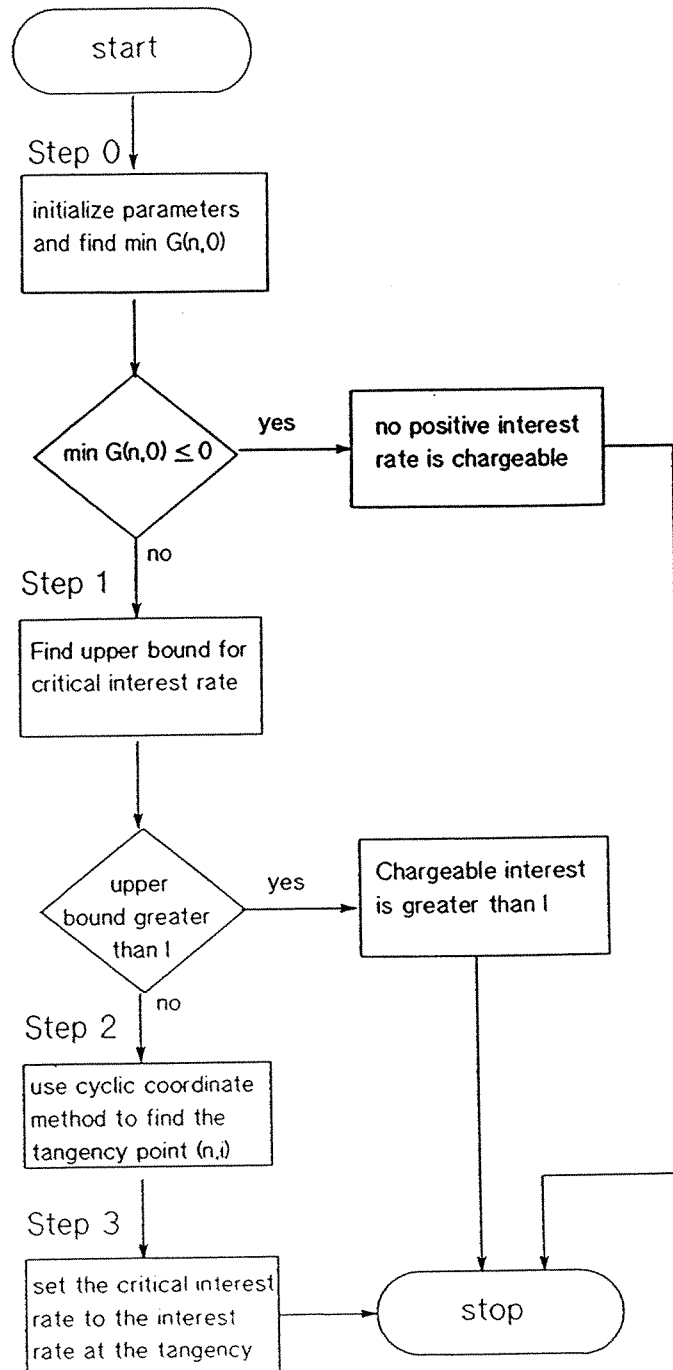 start
Step 0
initialize parameters
and find min G(n,0)
min G(n,0) ≤ 0
yes
no positive interest
rate is chargeable
no
Step 1
Find upper bound for
critical interest rate
upper
bound greater
than 1
yes
Chargeable interest
is greater than 1
no
Step 2
use cyclic coordinate
method to find the
tangency point (n,i)
Step 3
set the critical interest
rate to the interest
rate at the tangency
stop